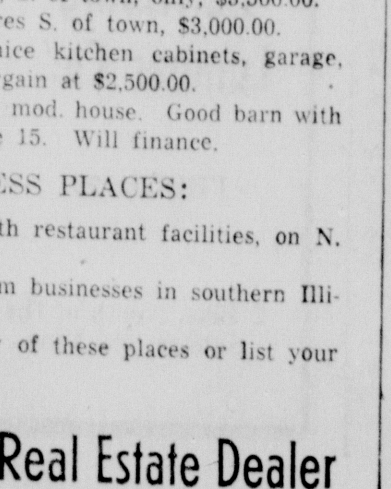 res S. of town, $3,000.00.
nice kitchen cabinets, garage,
gain at $2,500.00.
mod. house. Good barn with
15. Will finance.
ESS PLACES:
th restaurant facilities, on N.
m businesses in southern Illi-
of these places or list your
Real Estate Dealer